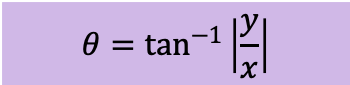 θ = tan⁻¹ |y/x|